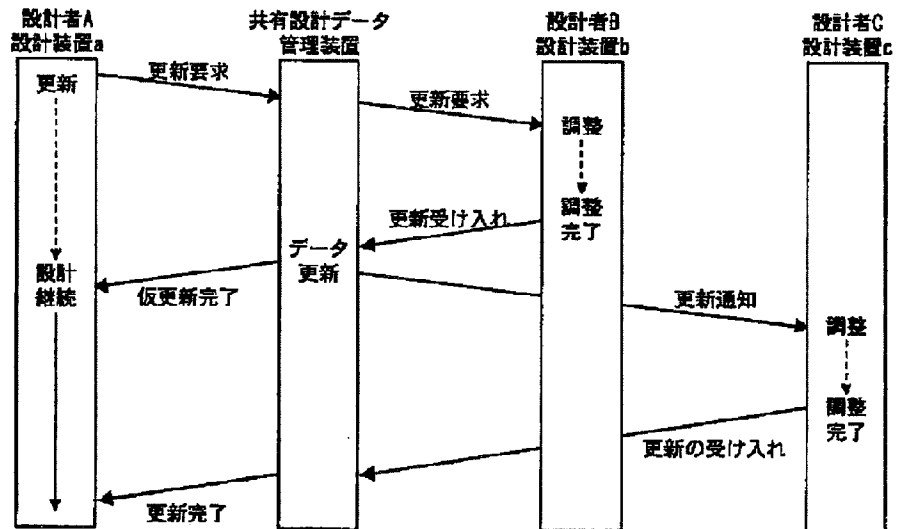 設計者A
設計装置a
共有設計データ
管理装置
設計者B
設計装置b
設計者C
設計装置c
更新
更新要求
更新要求
調整
調整
完了
更新受け入れ
データ
更新
設計
継続
仮更新完了
更新通知
調整
調整
完了
更新の受け入れ
更新完了